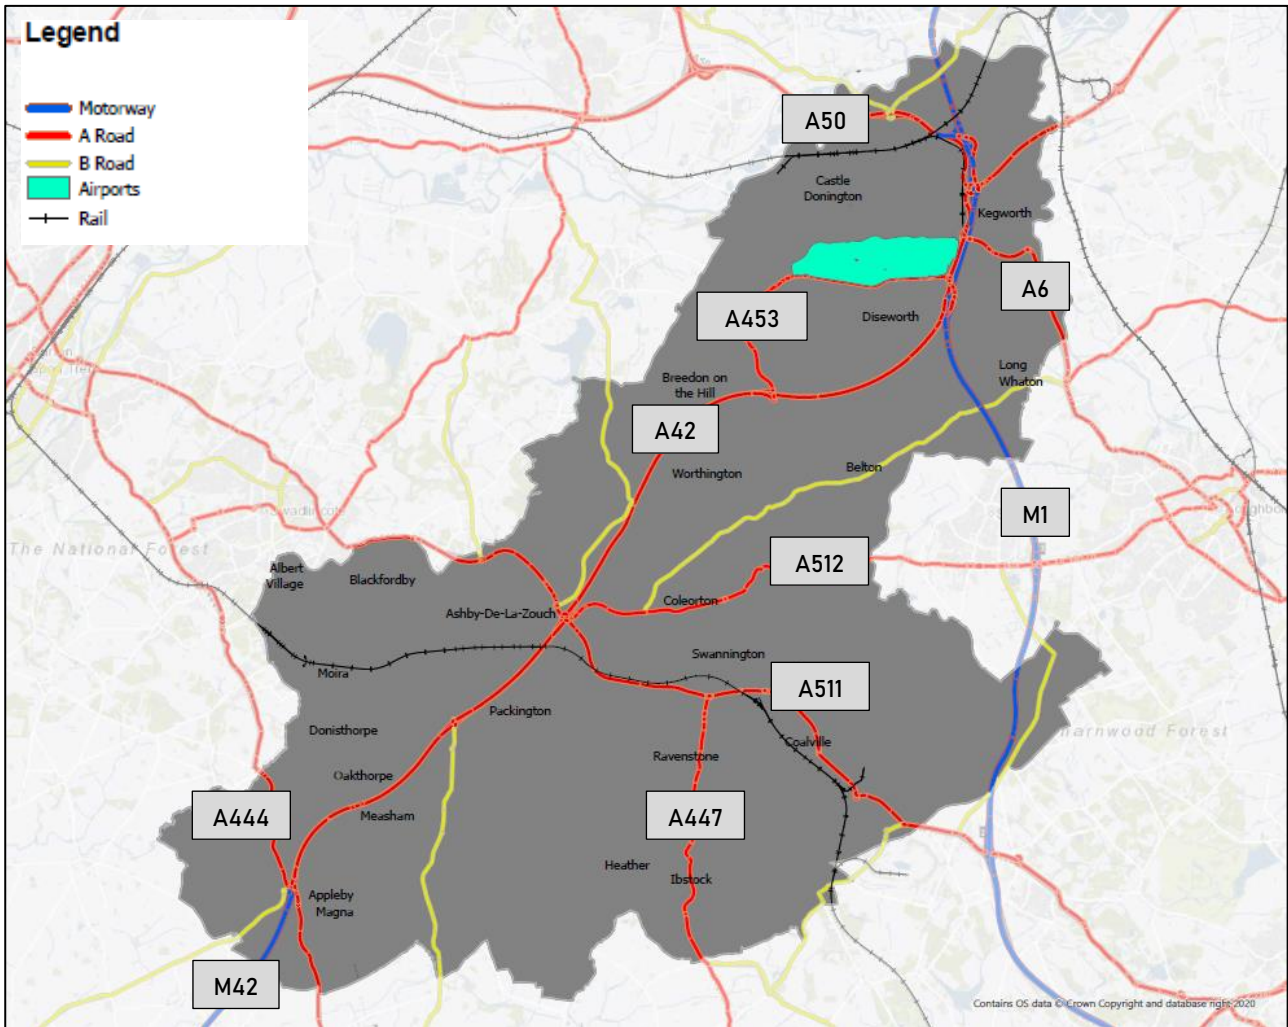 Legend
Motorway
A Road
B Road
Airports
Rail
A50
Castle
Donington
Kegworth
A6
A453
Diseworth
Long
Whaton
Breedon on
the Hill
A42
Worthington
Belton
M1
The National Forest
Swadlincote
Albert
Village
Blackfordby
A512
Ashby-De-La-Zouch
Coleorton
Swannington
Moira
A511
Packington
Donisthorpe
Coalville
harnwood Forest
Ravenstone
Oakthorpe
A444
Measham
A447
Heather
Ibstock
Appleby
Magna
M42
Contains OS data © Crown Copyright and database right 2020